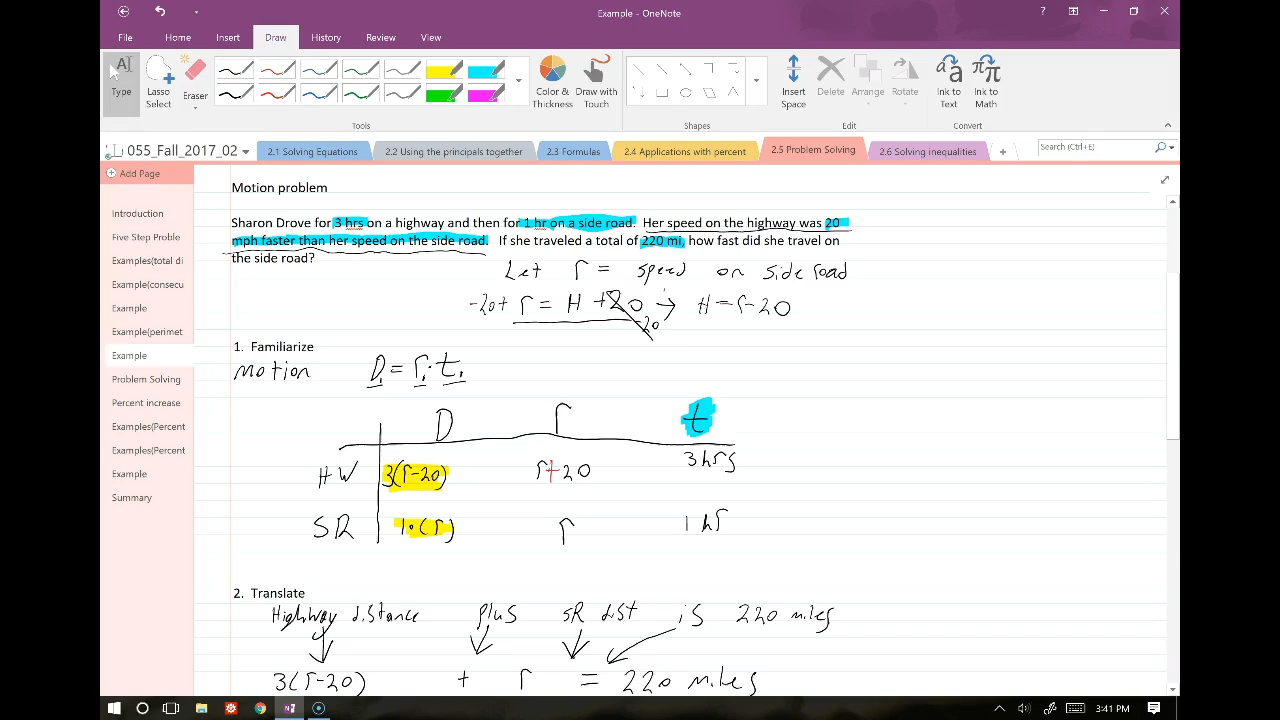 Example - OneNote
?
File Home Insert Draw History Review View
Type
Lasso Select
Eraser
Color & Thickness
Draw with Touch
Insert Space
Delete
Arrange
Rotate
Ink to Text
Ink to Math
Tools Shapes Edit Convert
055_Fall_2017_02 2.1 Solving Equations 2.2 Using the principals together 2.3 Formulas 2.4 Applications with percent 2.5 Problem Solving 2.6 Solving inequalities + Search (Ctrl+E)
Add Page
Introduction
Five Step Proble
Examples(total di
Example(consecu
Example
Example(perimet
Example
Problem Solving
Percent increase
Examples(Percent
Examples(Percent
Example
Summary
Motion problem
Sharon Drove for 3 hrs on a highway and then for 1 hr on a side road. Her speed on the highway was 20
mph faster than her speed on the side road. If she traveled a total of 220 mi, how fast did she travel on
the side road?
Let r = speed on side road
-20+ r = H +20 → H = r-20
-20
1. Familiarize
motion D = r · t
D r t
HW 3(r-20) r+20 3hrs
SR 1·(r) r 1 hr
2. Translate
Highway distance plus SR dist is 220 miles
3(r-20) + r = 220 miles
3:41 PM